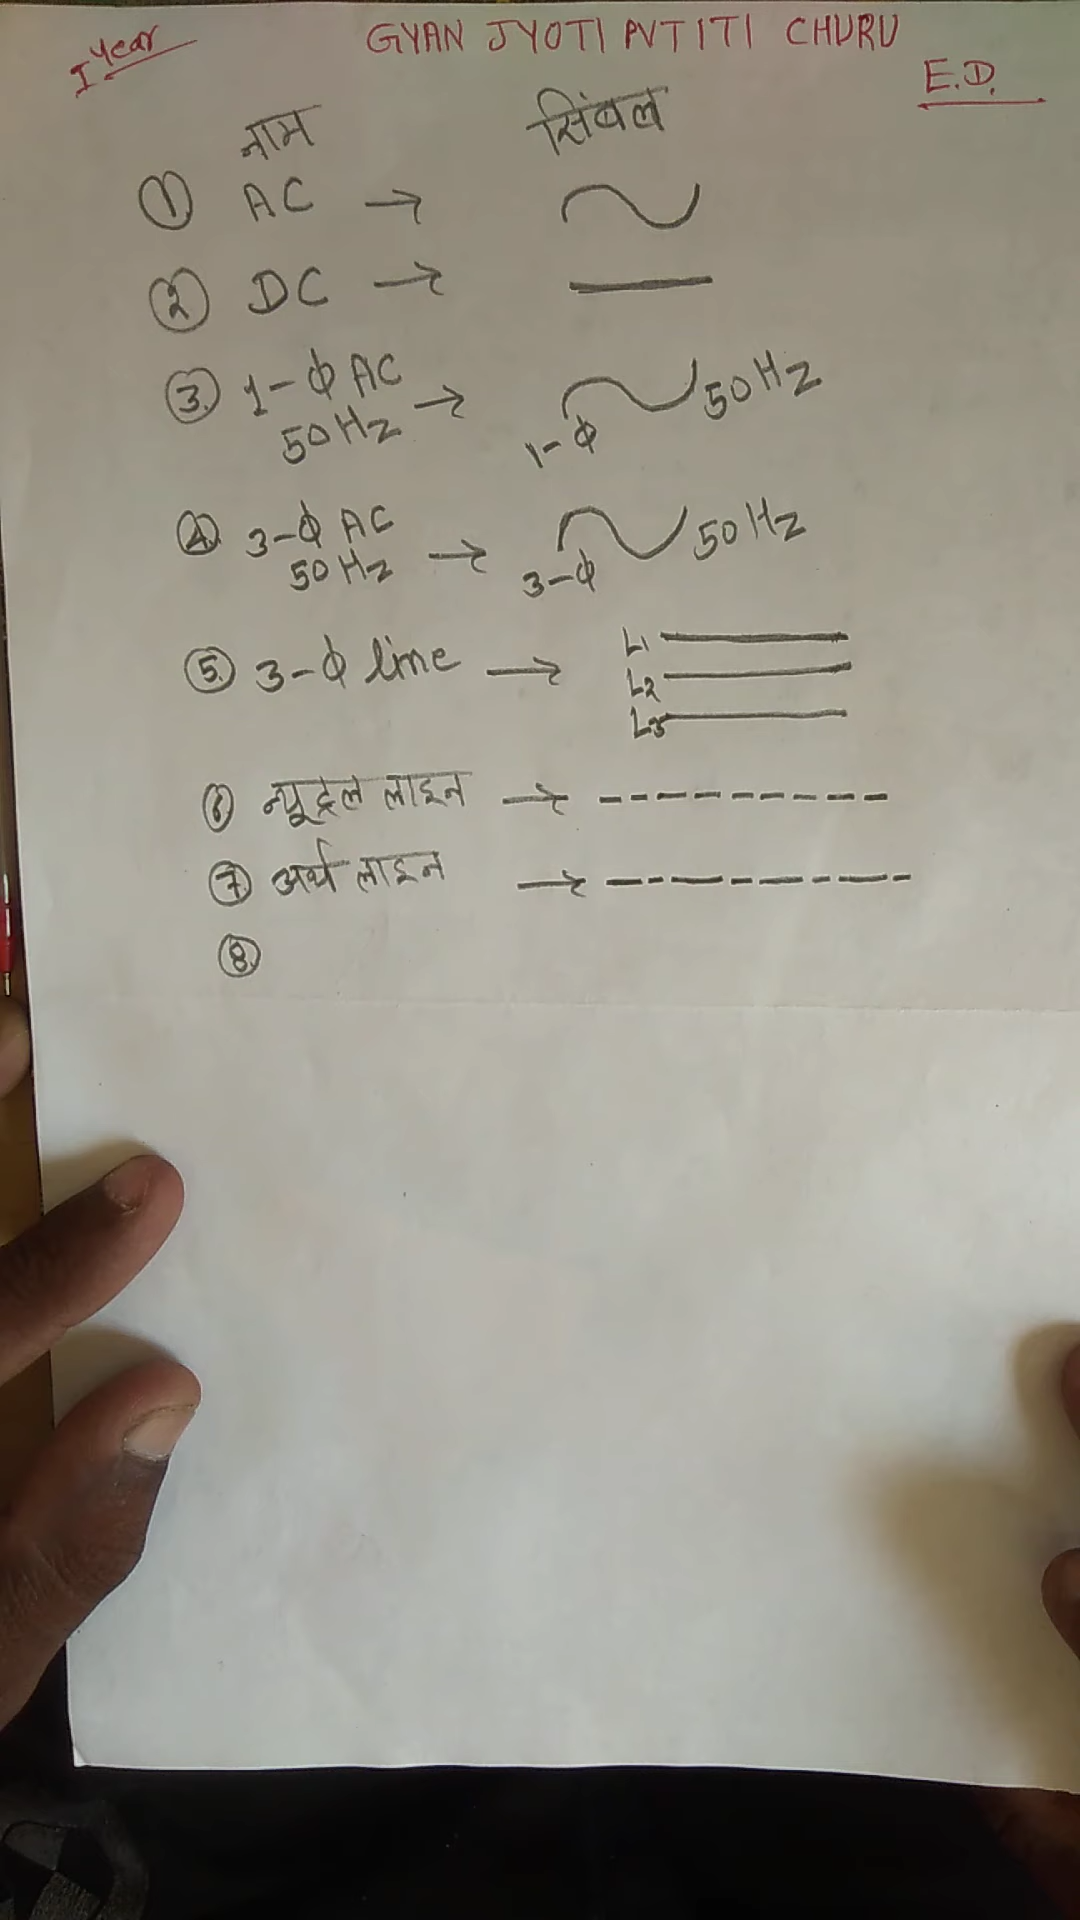 I Year
GYAN JYOTI PVT ITI CHURU
E.D.
नाम सिंबल
1 AC →
2 DC →
3. 1-Φ AC 50 Hz → 1-Φ 50 Hz
4. 3-Φ AC 50 Hz → 3-Φ 50 Hz
5. 3-Φ line → L1
L2
L3
6 न्यूट्रल लाइन →
7. अर्थ लाइन →
8.